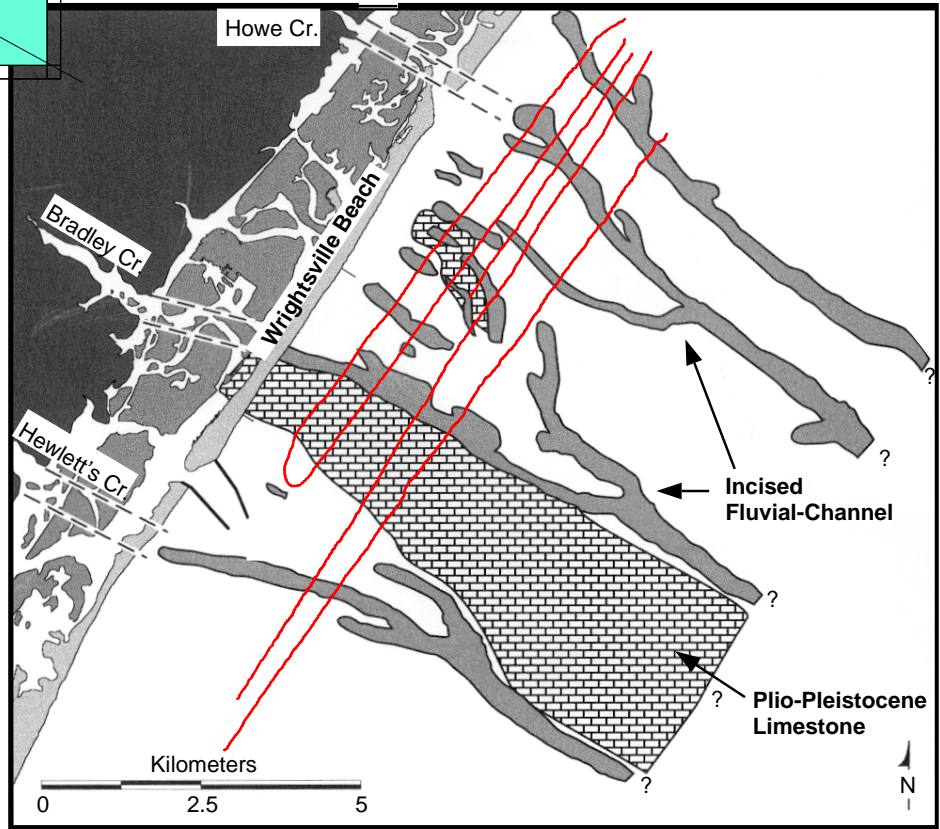 Howe Cr.
Bradley Cr.
Wrightsville Beach
Hewlett's Cr.
?
?
Incised
Fluvial-Channel
?
?
Plio-Pleistocene
Limestone
?
Kilometers
0 2.5 5
N